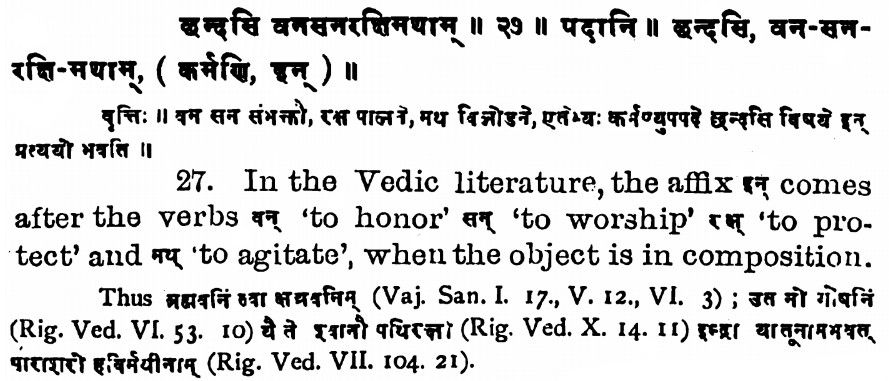 छन्दसि वनसनरक्षिमथाम् ॥ २७ ॥ पदानि ॥ छन्दसि, वन-सन-
रक्षि-मथाम्, ( कर्मणि, इन् ) ॥
वृत्तिः ॥ वन सन संभक्तौ, रक्ष पालने, मथ विलोडने, एतेभ्यः कर्मण्युपपदे छन्दसि विषये इन्
प्रत्ययो भवति ॥
27. In the Vedic literature, the affix इन् comes
after the verbs वन् ‘to honor’ सन् ‘to worship’ रक्ष् ‘to pro-
tect’ and मथ् ‘to agitate’, when the object is in composition.
Thus ब्रह्मवनिं त्वा क्षत्रवनिम् (Vaj. San. I. 17., V. 12., VI. 3) ; उत नो गोषनिं
(Rig. Ved. VI. 53. 10) यौ ते श्वानौ पथिरक्षी (Rig. Ved. X. 14. 11) इन्द्रो यातूनामभवत्
पाराशरो हविर्मथीनाम् (Rig. Ved. VII. 104. 21).